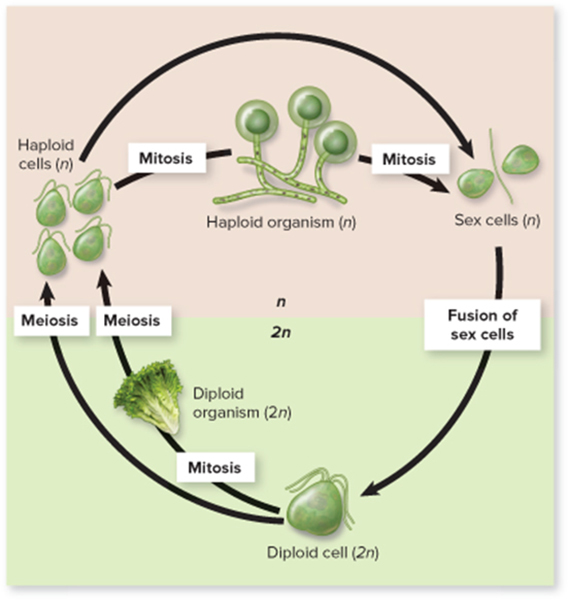 Haploid
cells (n)
Mitosis
Mitosis
Haploid organism (n)
Sex cells (n)
n
2n
Meiosis
Meiosis
Fusion of
sex cells
Diploid
organism (2n)
Mitosis
Diploid cell (2n)